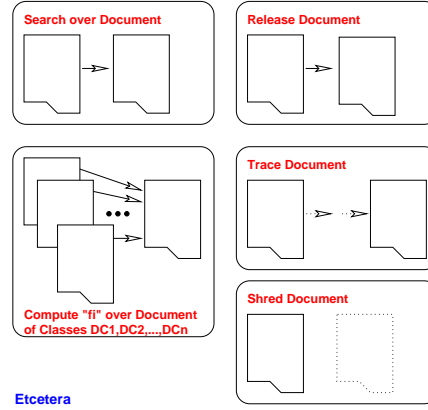 Search over Document
Release Document
Trace Document
Compute "fi" over Document
of Classes DC1,DC2,...,DCn
Shred Document
Etcetera